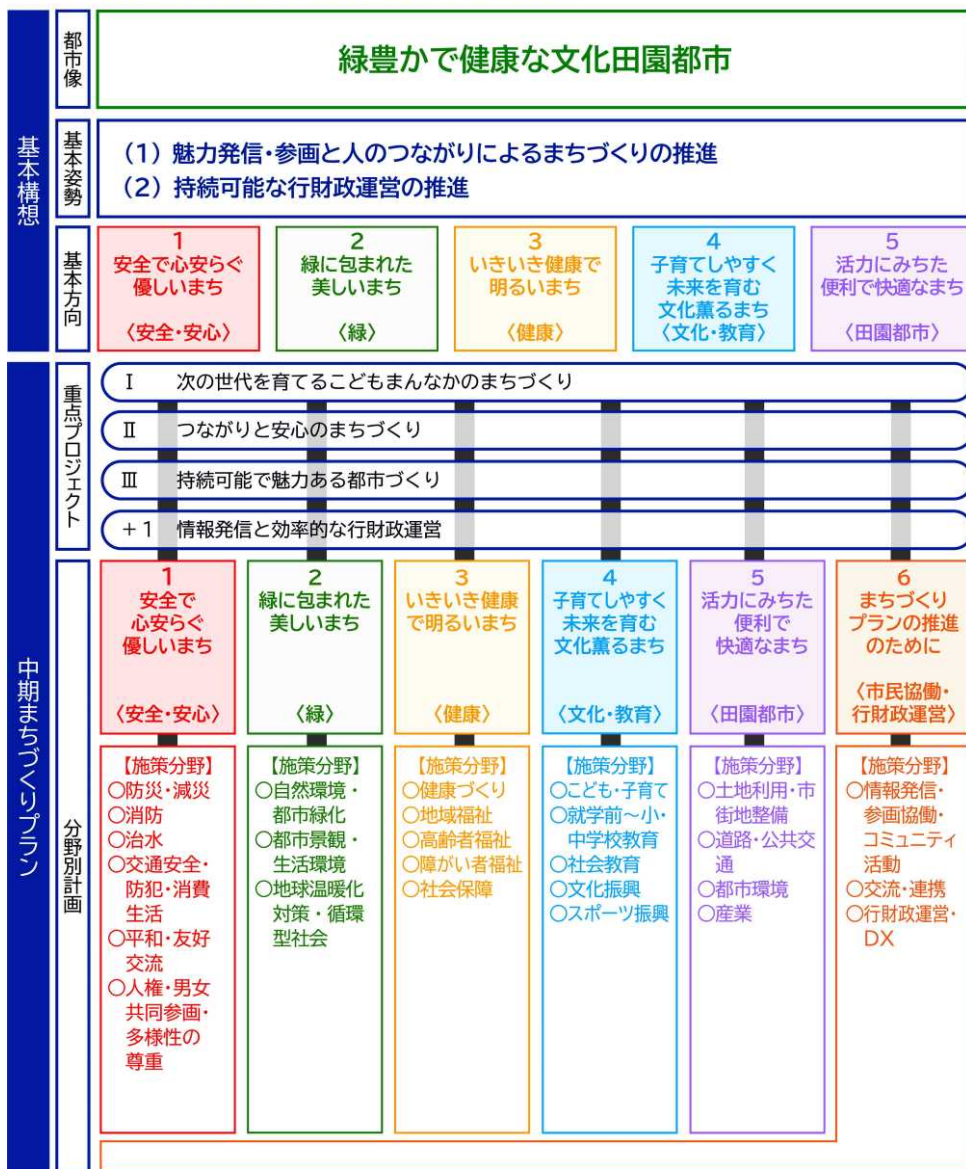 基本構想
都市像
緑豊かで健康な文化田園都市
基本姿勢
(1) 魅力発信・参画と人のつながりによるまちづくりの推進
(2) 持続可能な行財政運営の推進
基本方向
1
安全で心安らぐ
優しいまち
〈安全・安心〉
2
緑に包まれた
美しいまち
〈緑〉
3
いきいき健康で
明るいまち
〈健康〉
4
子育てしやすく
未来を育む
文化薫るまち
〈文化・教育〉
5
活力にみちた
便利で快適なまち
〈田園都市〉
中期まちづくりプラン
重点プロジェクト
Ⅰ 次の世代を育てるこどもまんなかのまちづくり
Ⅱ つながりと安心のまちづくり
Ⅲ 持続可能で魅力ある都市づくり
+1 情報発信と効率的な行財政運営
分野別計画
1
安全で
心安らぐ
優しいまち
〈安全・安心〉
2
緑に包まれた
美しいまち
〈緑〉
3
いきいき健康
で明るいまち
〈健康〉
4
子育てしやすく
未来を育む
文化薫るまち
〈文化・教育〉
5
活力にみちた
便利で
快適なまち
〈田園都市〉
6
まちづくり
プランの推進
のために
〈市民協働・
行財政運営〉
【施策分野】
○防災・減災
○消防
○治水
○交通安全・
防犯・消費
生活
○平和・友好
交流
○人権・男女
共同参画・
多様性の
尊重
【施策分野】
○自然環境・
都市緑化
○都市景観・
生活環境
○地球温暖化
対策・循環
型社会
【施策分野】
○健康づくり
○地域福祉
○高齢者福祉
○障がい者福祉
○社会保障
【施策分野】
○こども・子育て
○就学前～小・
中学校教育
○社会教育
○文化振興
○スポーツ振興
【施策分野】
○土地利用・市
街地整備
○道路・公共交
通
○都市環境
○産業
【施策分野】
○情報発信・
参画協働・
コミュニティ
活動
○交流・連携
○行財政運営・
DX